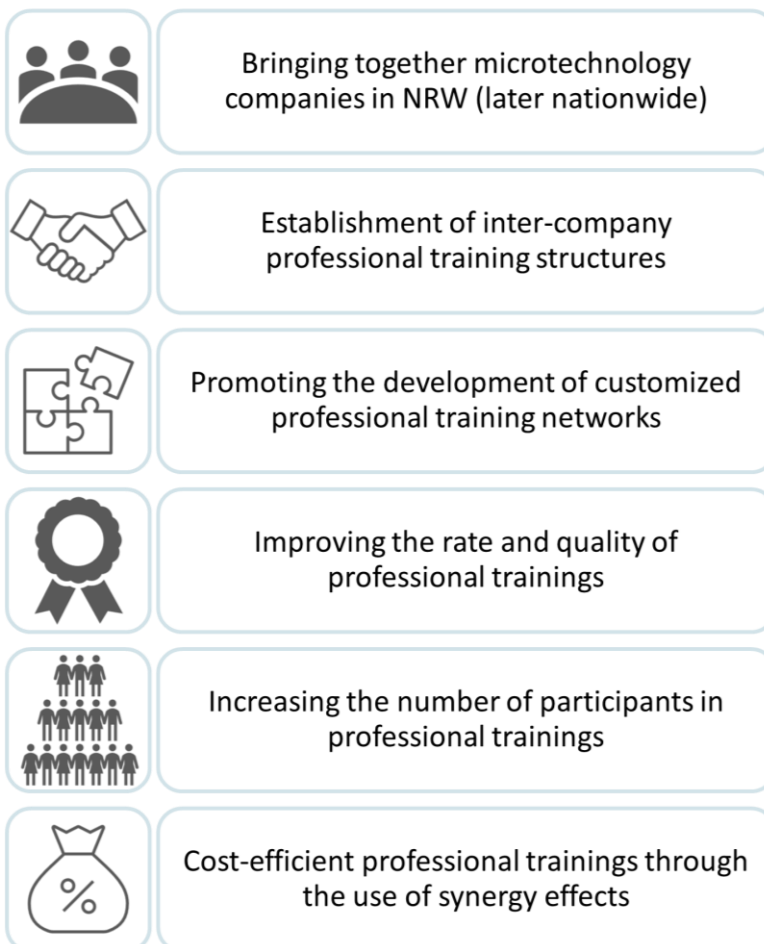 Bringing together microtechnology
companies in NRW (later nationwide)
Establishment of inter-company
professional training structures
Promoting the development of customized
professional training networks
Improving the rate and quality of
professional trainings
Increasing the number of participants in
professional trainings
%
Cost-efficient professional trainings through
the use of synergy effects